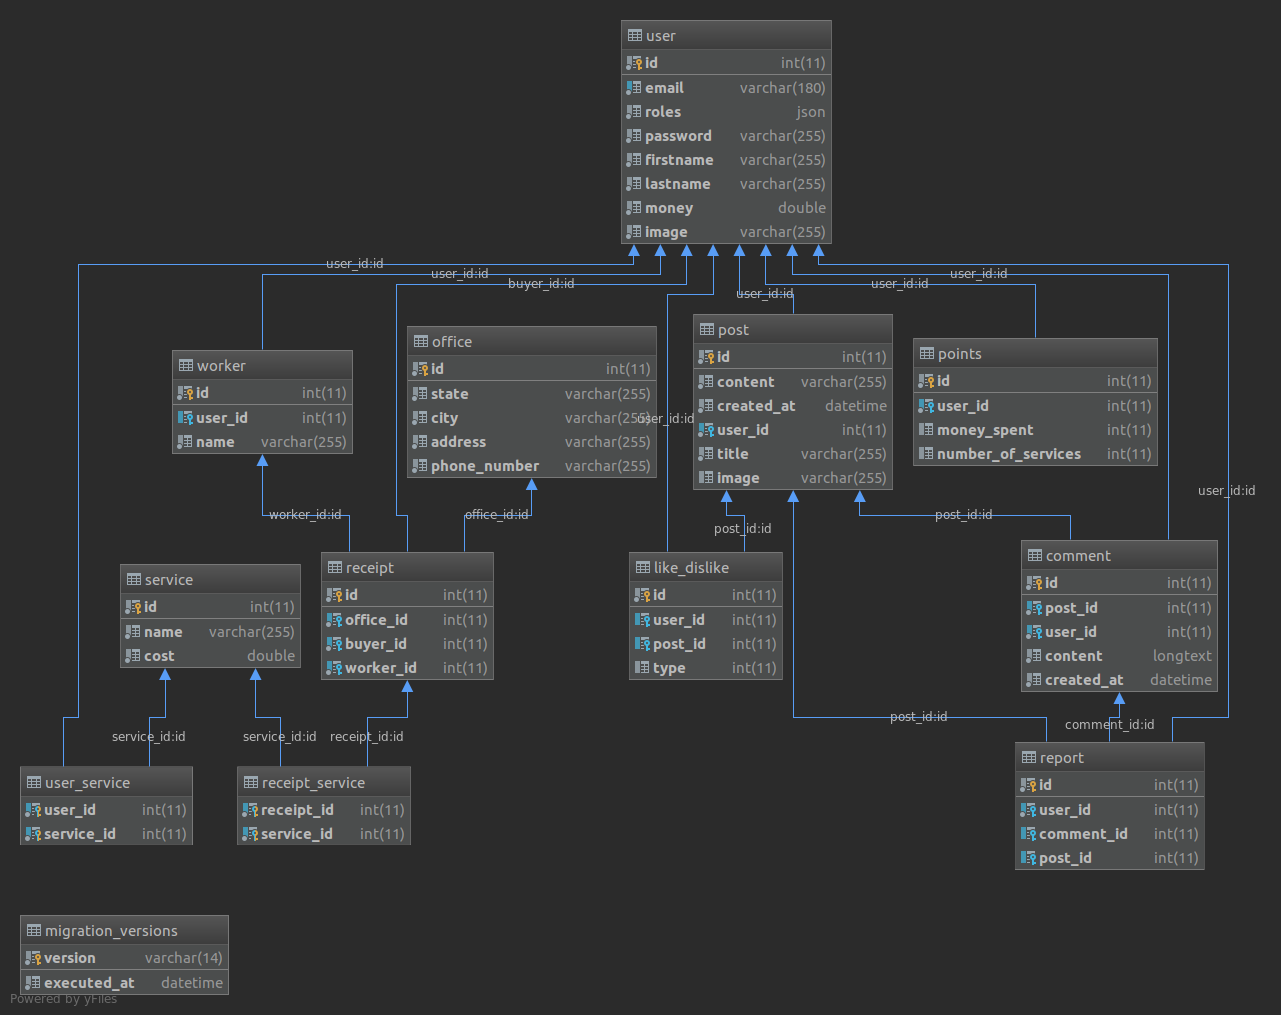 user
id int(11)
email varchar(180)
roles json
password varchar(255)
firstname varchar(255)
lastname varchar(255)
money double
image varchar(255)
user_id:id
user_id:id
buyer_id:id
user_id:id
user_id:id
user_id:id
worker
id int(11)
user_id int(11)
name varchar(255)
office
id int(11)
state varchar(255)
city varchar(255)
address varchar(255)
phone_number varchar(255)
user_id:id
post
id int(11)
content varchar(255)
created_at datetime
user_id int(11)
title varchar(255)
image varchar(255)
points
id int(11)
user_id int(11)
money_spent int(11)
number_of_services int(11)
user_id:id
worker_id:id
office_id:id
post_id:id
post_id:id
service
id int(11)
name varchar(255)
cost double
receipt
id int(11)
office_id int(11)
buyer_id int(11)
worker_id int(11)
like_dislike
id int(11)
user_id int(11)
post_id int(11)
type int(11)
comment
id int(11)
post_id int(11)
user_id int(11)
content longtext
created_at datetime
service_id:id
service_id:id
receipt_id:id
post_id:id
comment_id:id
user_service
user_id int(11)
service_id int(11)
receipt_service
receipt_id int(11)
service_id int(11)
report
id int(11)
user_id int(11)
comment_id int(11)
post_id int(11)
migration_versions
version varchar(14)
executed_at datetime
Powered by yFiles